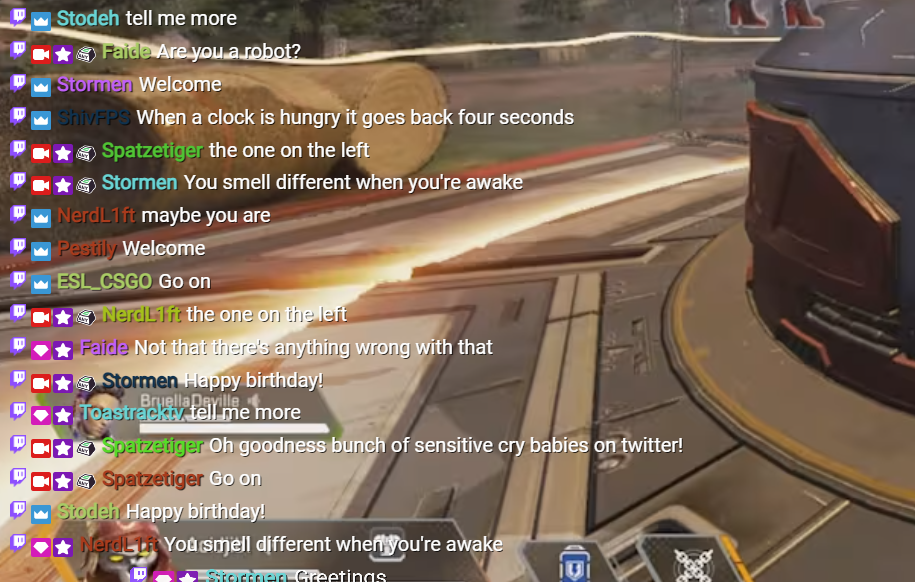 Stodeh tell me more
Faide Are you a robot?
Stormen Welcome
ShivFPS When a clock is hungry it goes back four seconds
Spatzetiger the one on the left
Stormen You smell different when you're awake
NerdL1ft maybe you are
Pestily Welcome
ESL_CSGO Go on
NerdL1ft the one on the left
Faide Not that there's anything wrong with that
Stormen Happy birthday!
BruellaDeville
Toastracktv tell me more
Spatzetiger Oh goodness bunch of sensitive cry babies on twitter!
Spatzetiger Go on
Stodeh Happy birthday!
NerdL1ft You smell different when you're awake
Stormen Greetings